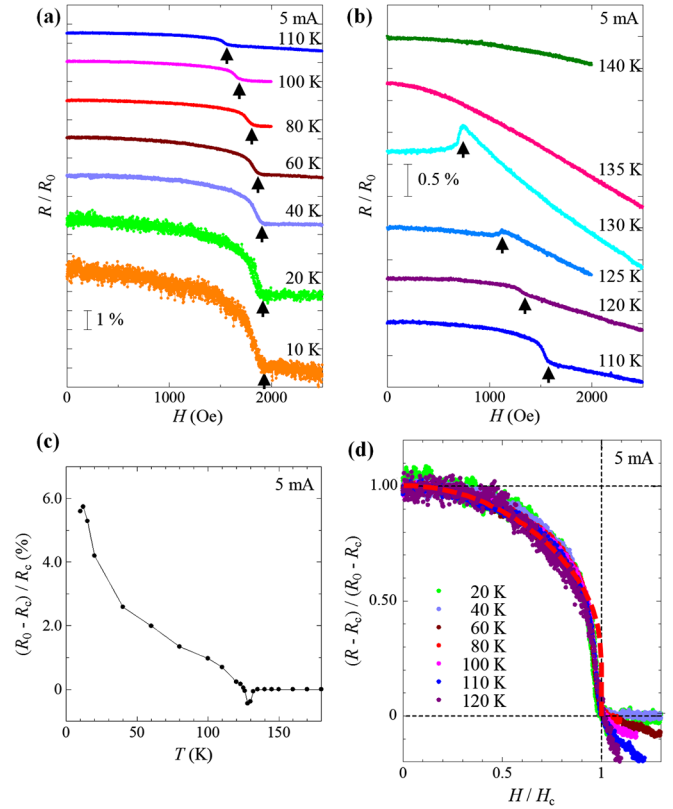 (a)
5 mA
110 K
100 K
80 K
60 K
40 K
20 K
10 K
1 %
R / R0
0
1000
2000
H (Oe)
(b)
5 mA
140 K
135 K
130 K
125 K
120 K
110 K
0.5 %
R / R0
0
1000
2000
H (Oe)
(c)
5 mA
6.0
4.0
2.0
0
(R0 - Rc) / Rc (%)
0
50
100
150
T (K)
(d)
5 mA
1.00
0.50
0
(R - Rc) / (R0 - Rc)
20 K
40 K
60 K
80 K
100 K
110 K
120 K
0
0.5
1
H / Hc